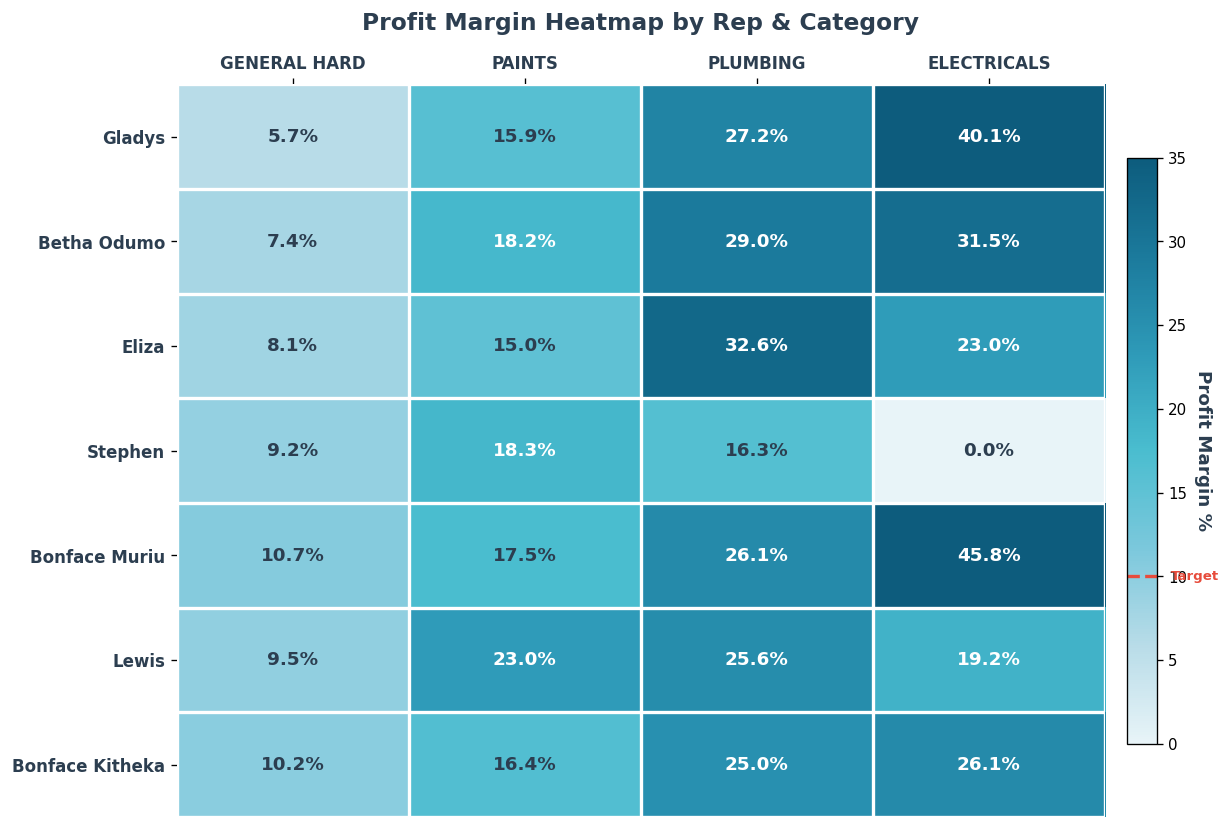 Profit Margin Heatmap by Rep & Category
GENERAL HARD PAINTS PLUMBING ELECTRICALS
Gladys 5.7% 15.9% 27.2% 40.1%
Betha Odumo 7.4% 18.2% 29.0% 31.5%
Eliza 8.1% 15.0% 32.6% 23.0%
Stephen 9.2% 18.3% 16.3% 0.0%
Bonface Muriu 10.7% 17.5% 26.1% 45.8%
Lewis 9.5% 23.0% 25.6% 19.2%
Bonface Kitheka 10.2% 16.4% 25.0% 26.1%
35
30
25
20
15
10 Target
5
0
Profit Margin %